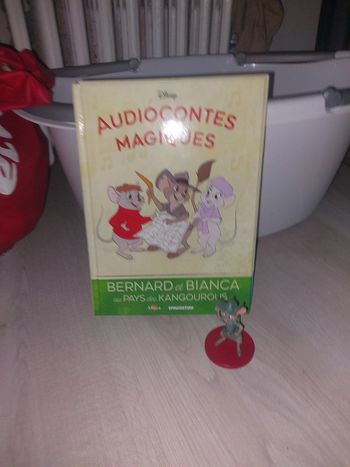 Disney
AUDIOCONTES
MAGIQUES
BERNARD et BIANCA
au PAYS des KANGOUROUS
DeAGOSTINI